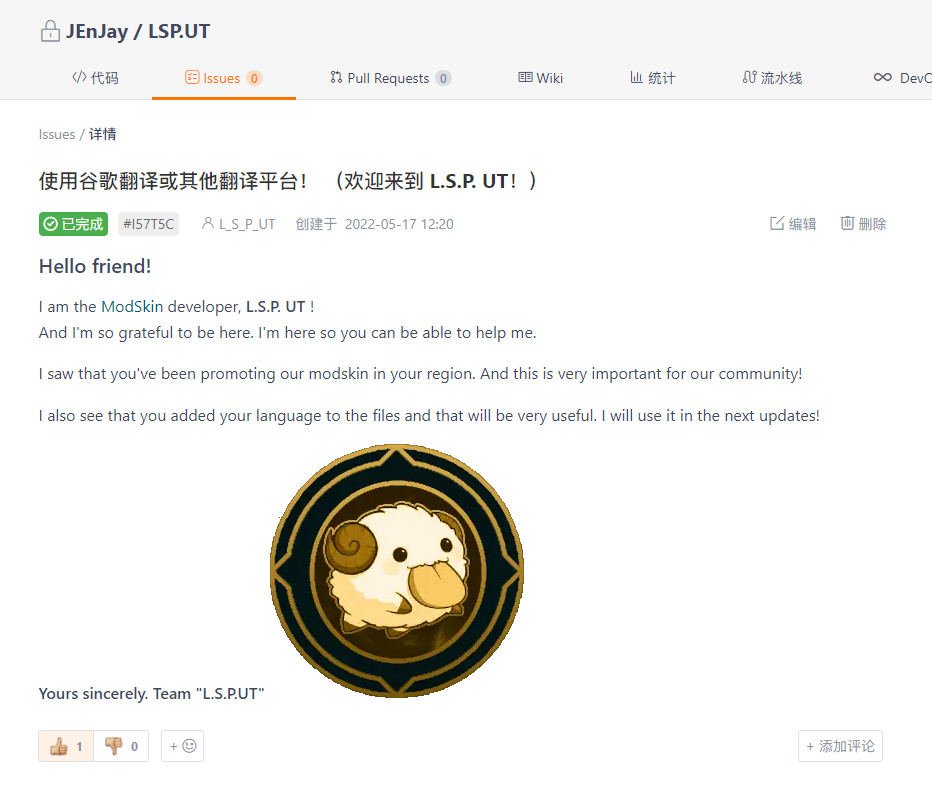 JEnJay / LSP.UT
代码 Issues 0 Pull Requests 0 Wiki 统计 流水线 DevO
Issues / 详情
使用谷歌翻译或其他翻译平台！ （欢迎来到 L.S.P. UT！）
已完成 #I57T5C L_S_P_UT 创建于 2022-05-17 12:20 编辑 删除
Hello friend!
I am the ModSkin developer, L.S.P. UT !
And I'm so grateful to be here. I'm here so you can be able to help me.
I saw that you've been promoting our modskin in your region. And this is very important for our community!
I also see that you added your language to the files and that will be very useful. I will use it in the next updates!
Yours sincerely. Team "L.S.P.UT"
1 0 + + 添加评论